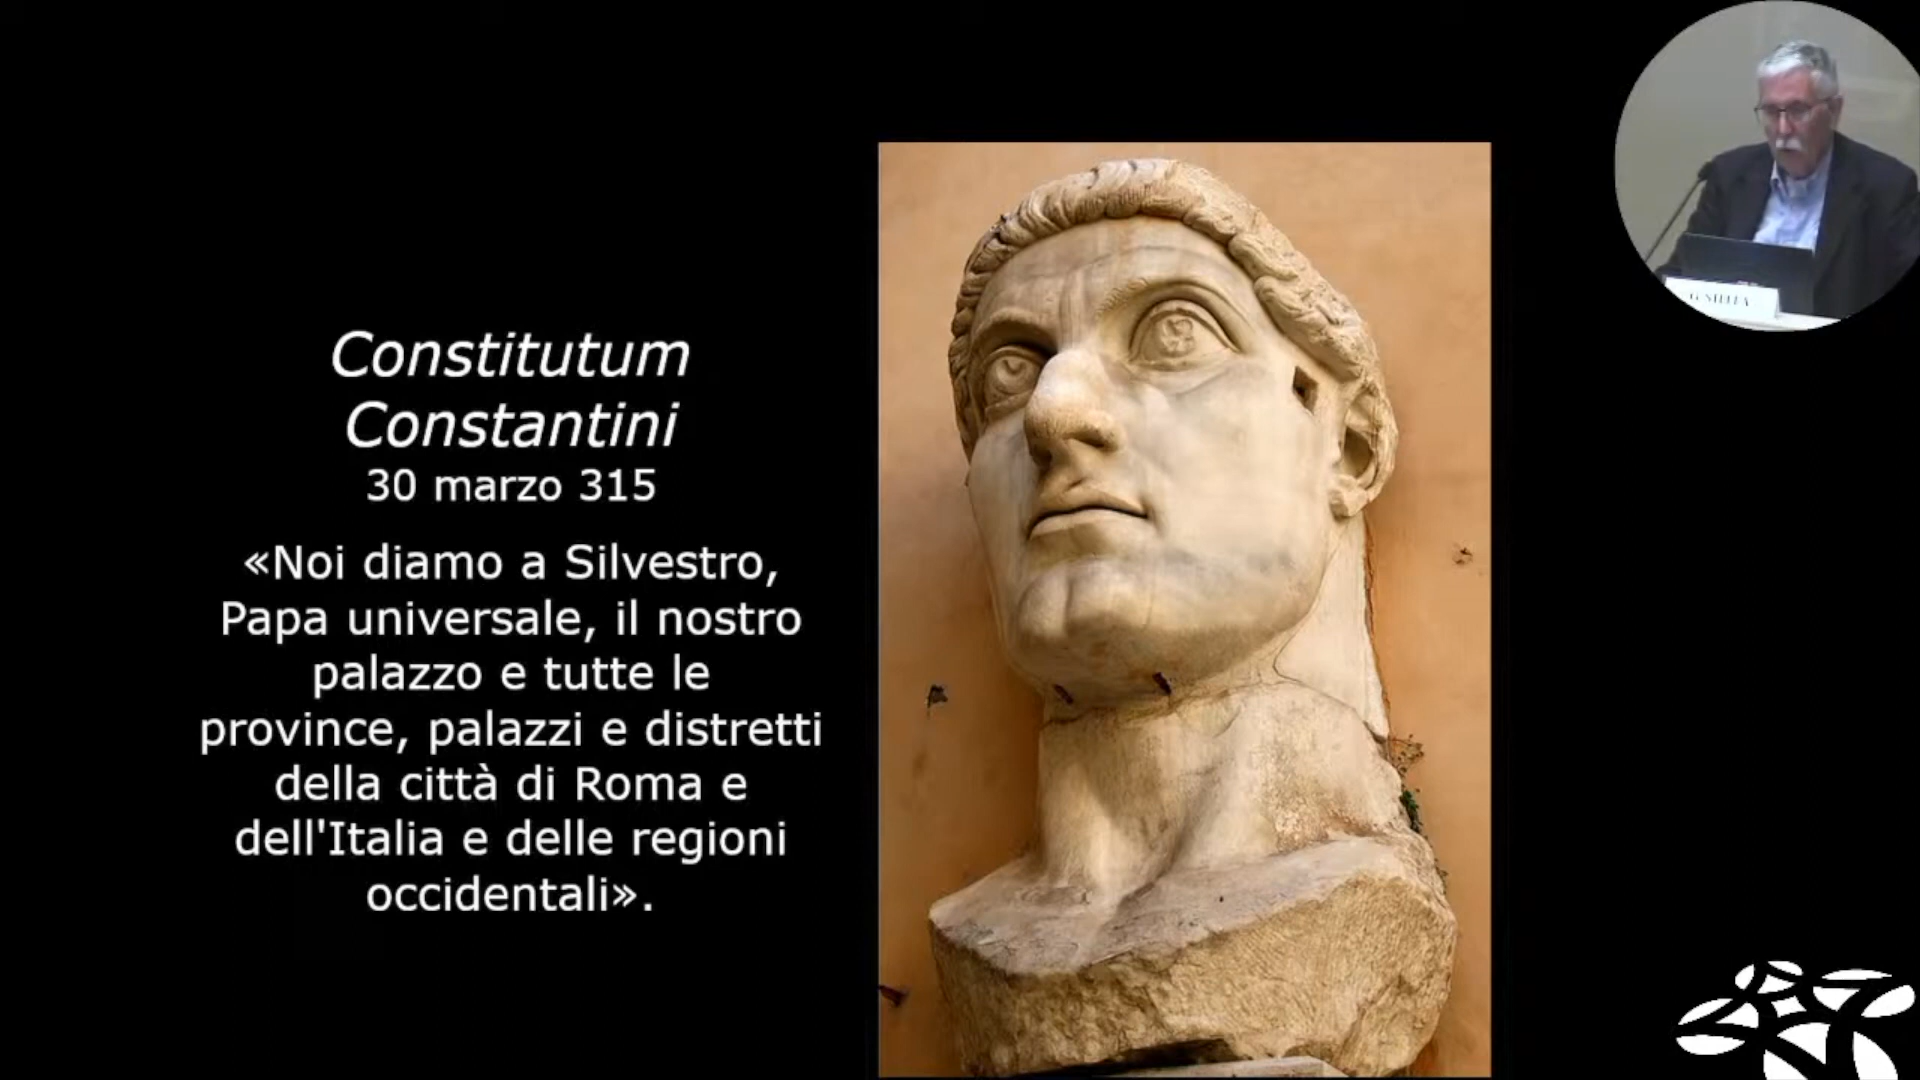 Constitutum
Constantini
30 marzo 315
«Noi diamo a Silvestro,
Papa universale, il nostro
palazzo e tutte le
province, palazzi e distretti
della città di Roma e
dell'Italia e delle regioni
occidentali».
G. STELLA